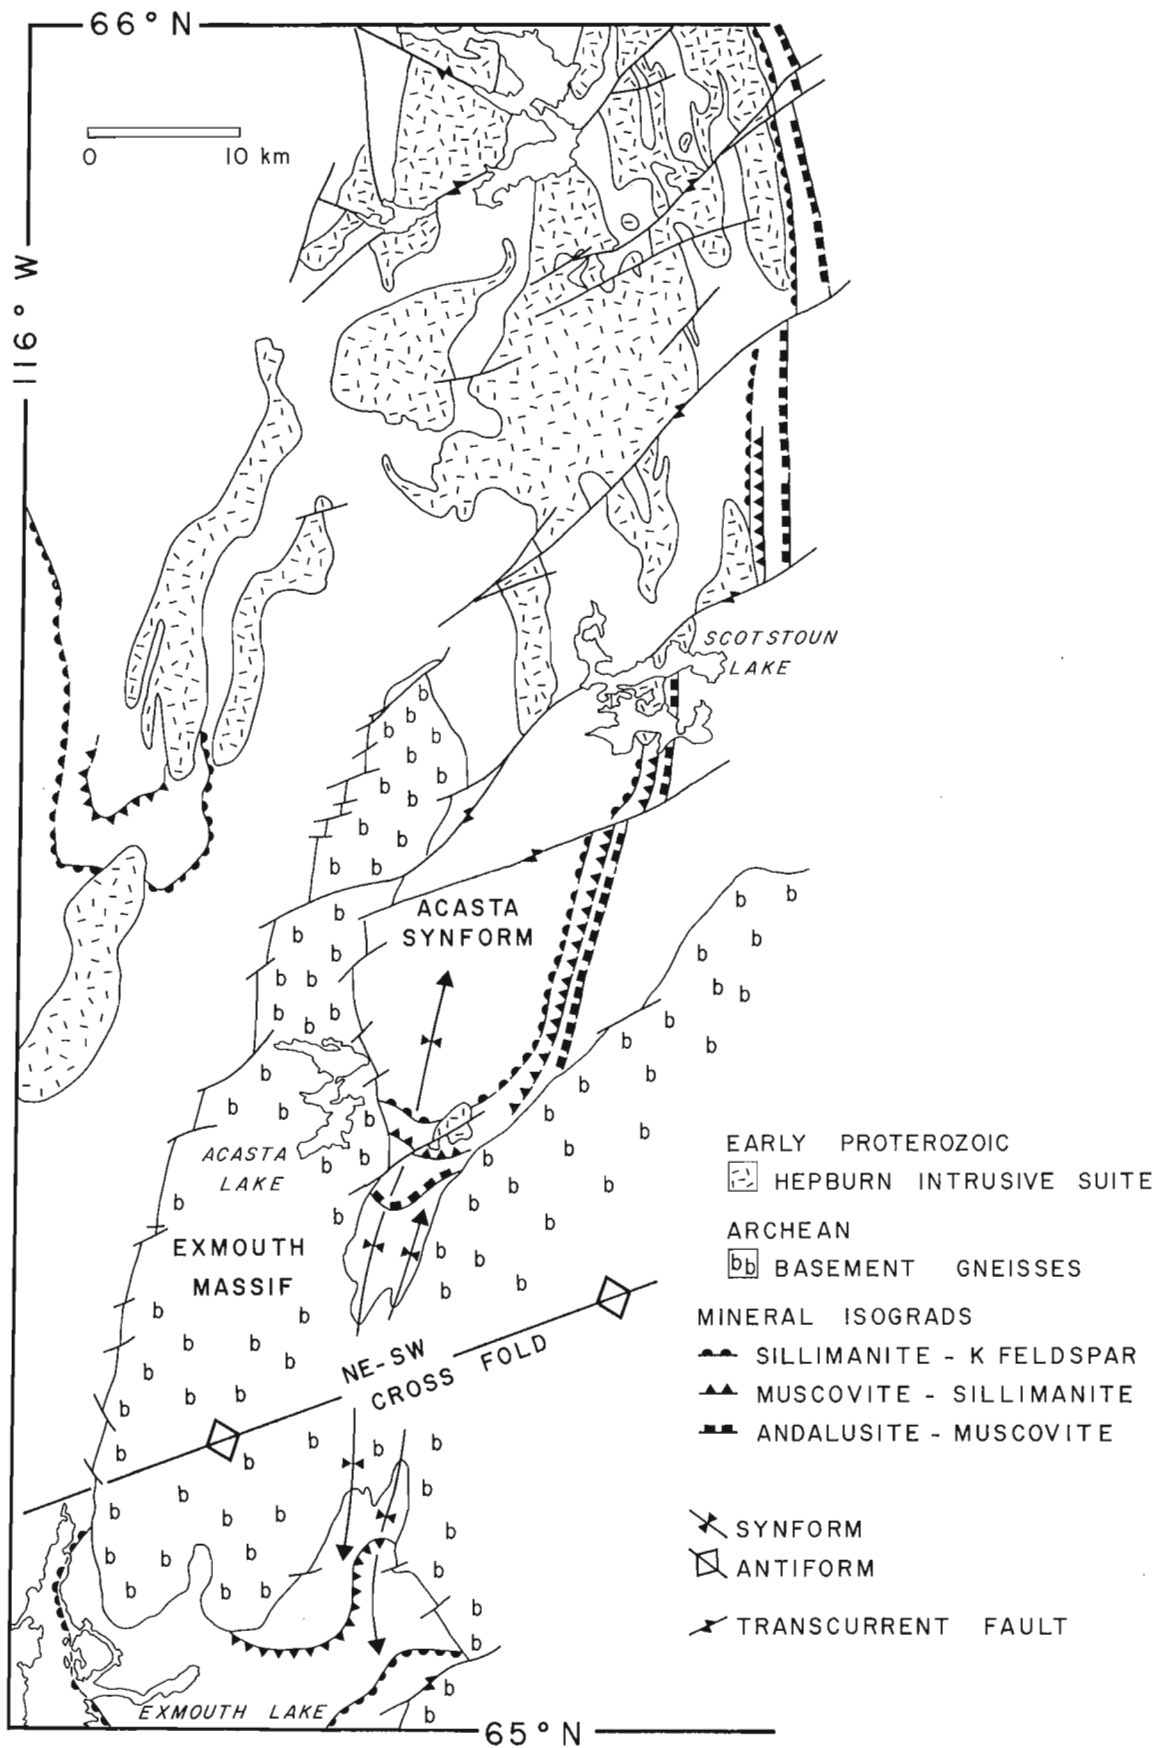 66° N
0 10 km
116° W
SCOTSTOUN
LAKE
ACASTA
SYNFORM
ACASTA
LAKE
EXMOUTH
MASSIF
NE-SW
CROSS FOLD
EXMOUTH LAKE
65° N
EARLY PROTEROZOIC
HEPBURN INTRUSIVE SUITE
ARCHEAN
bb BASEMENT GNEISSES
MINERAL ISOGRADS
SILLIMANITE - K FELDSPAR
MUSCOVITE - SILLIMANITE
ANDALUSITE - MUSCOVITE
SYNFORM
ANTIFORM
TRANSCURRENT FAULT